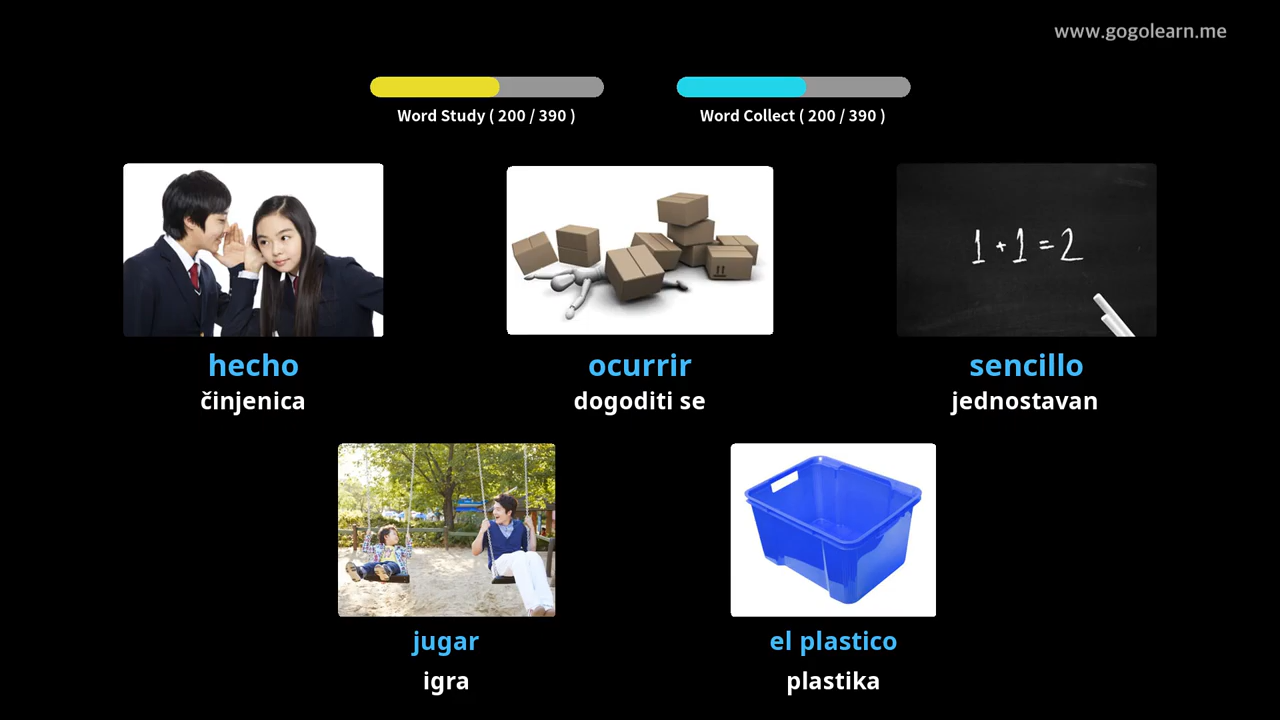 www.gogolearn.me
Word Study ( 200 / 390 )
Word Collect ( 200 / 390 )
1 + 1 = 2
hecho
činjenica
ocurrir
dogoditi se
sencillo
jednostavan
jugar
igra
el plastico
plastika